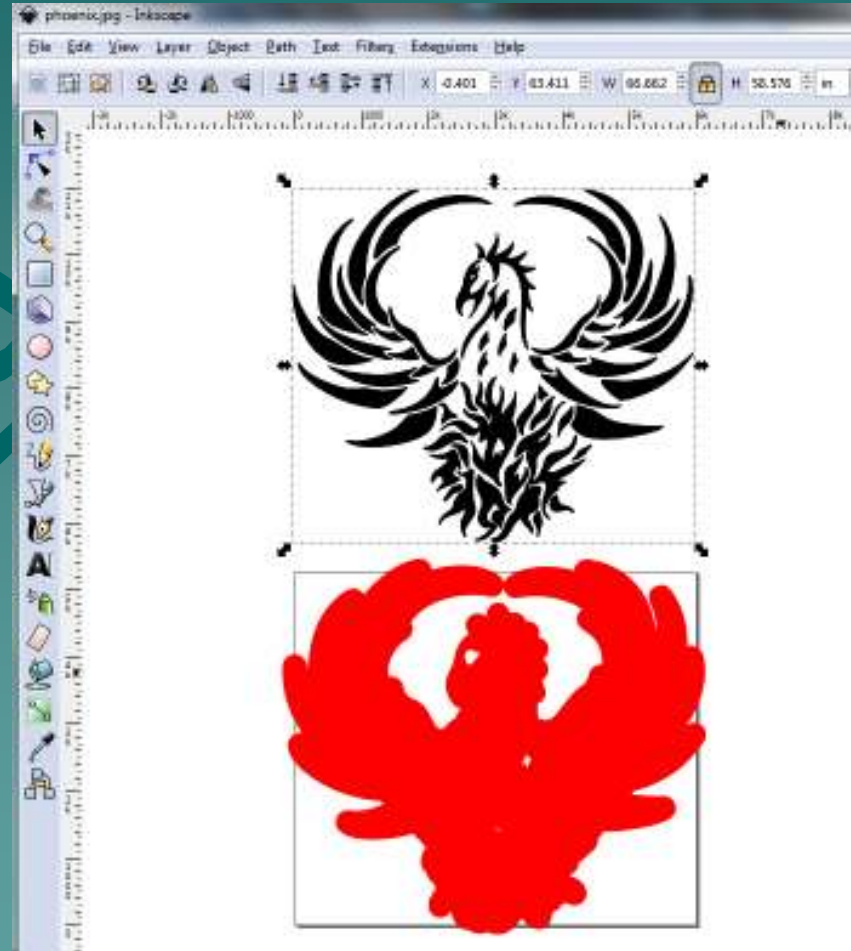 phoenix.jpg - Inkscape
File Edit View Layer Object Path Text Filters Extensions Help
X -0.401 Y 63.411 W 66.662 H 58.576 in
A